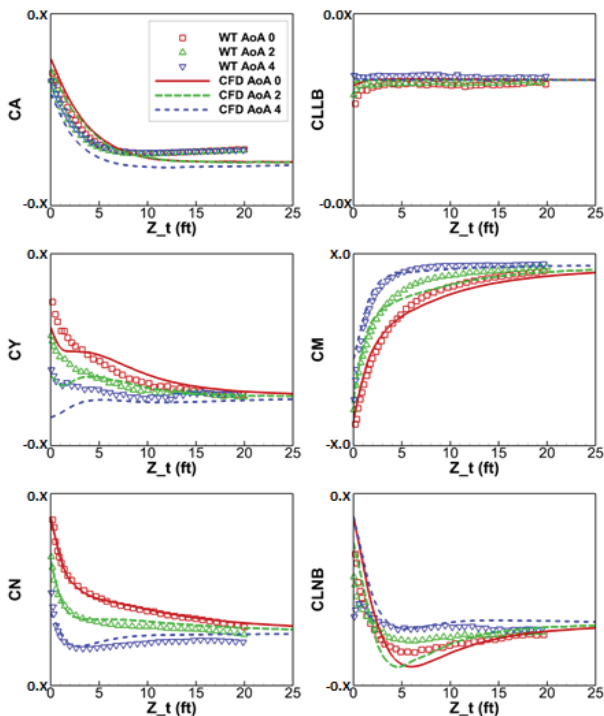 0.X
CA
-0.X
0 5 10 15 20 25
Z_t (ft)
WT AoA 0
WT AoA 2
WT AoA 4
CFD AoA 0
CFD AoA 2
CFD AoA 4
0.0X
CLLB
-0.0X
0 5 10 15 20 25
Z_t (ft)
0.X
CY
-0.X
0 5 10 15 20 25
Z_t (ft)
X.0
CM
-X.0
0 5 10 15 20 25
Z_t (ft)
0.X
CN
0.X
0 5 10 15 20 25
Z_t (ft)
0.X
CLNB
-0.X
0 5 10 15 20 25
Z_t (ft)